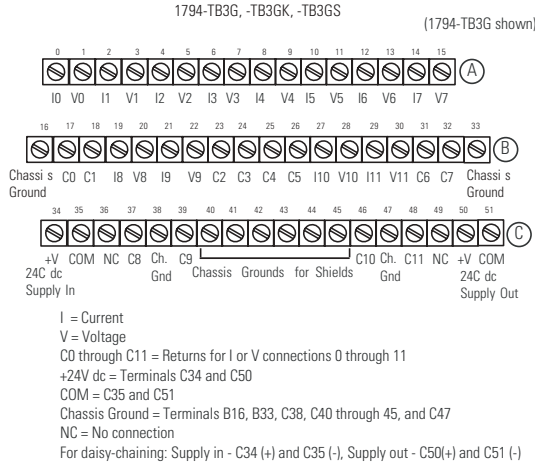 1794-TB3G, -TB3GK, -TB3GS
(1794-TB3G shown)
0 1 2 3 4 5 6 7 8 9 10 11 12 13 14 15
A
I0 V0 I1 V1 I2 V2 I3 V3 I4 V4 I5 V5 I6 V6 I7 V7
16 17 18 19 20 21 22 23 24 25 26 27 28 29 30 31 32 33
B
Chassi s Ground C0 C1 I8 V8 I9 V9 C2 C3 C4 C5 I10 V10 I11 V11 C6 C7 Chassi s Ground
34 35 36 37 38 39 40 41 42 43 44 45 46 47 48 49 50 51
C
+V COM NC C8 Ch. Gnd C9 Chassis Grounds for Shields C10 Ch. Gnd C11 NC +V COM
24C dc 24C dc
Supply In Supply Out
I = Current
V = Voltage
C0 through C11 = Returns for I or V connections 0 through 11
+24V dc = Terminals C34 and C50
COM = C35 and C51
Chassis Ground = Terminals B16, B33, C38, C40 through 45, and C47
NC = No connection
For daisy-chaining: Supply in - C34 (+) and C35 (-), Supply out - C50(+) and C51 (-)